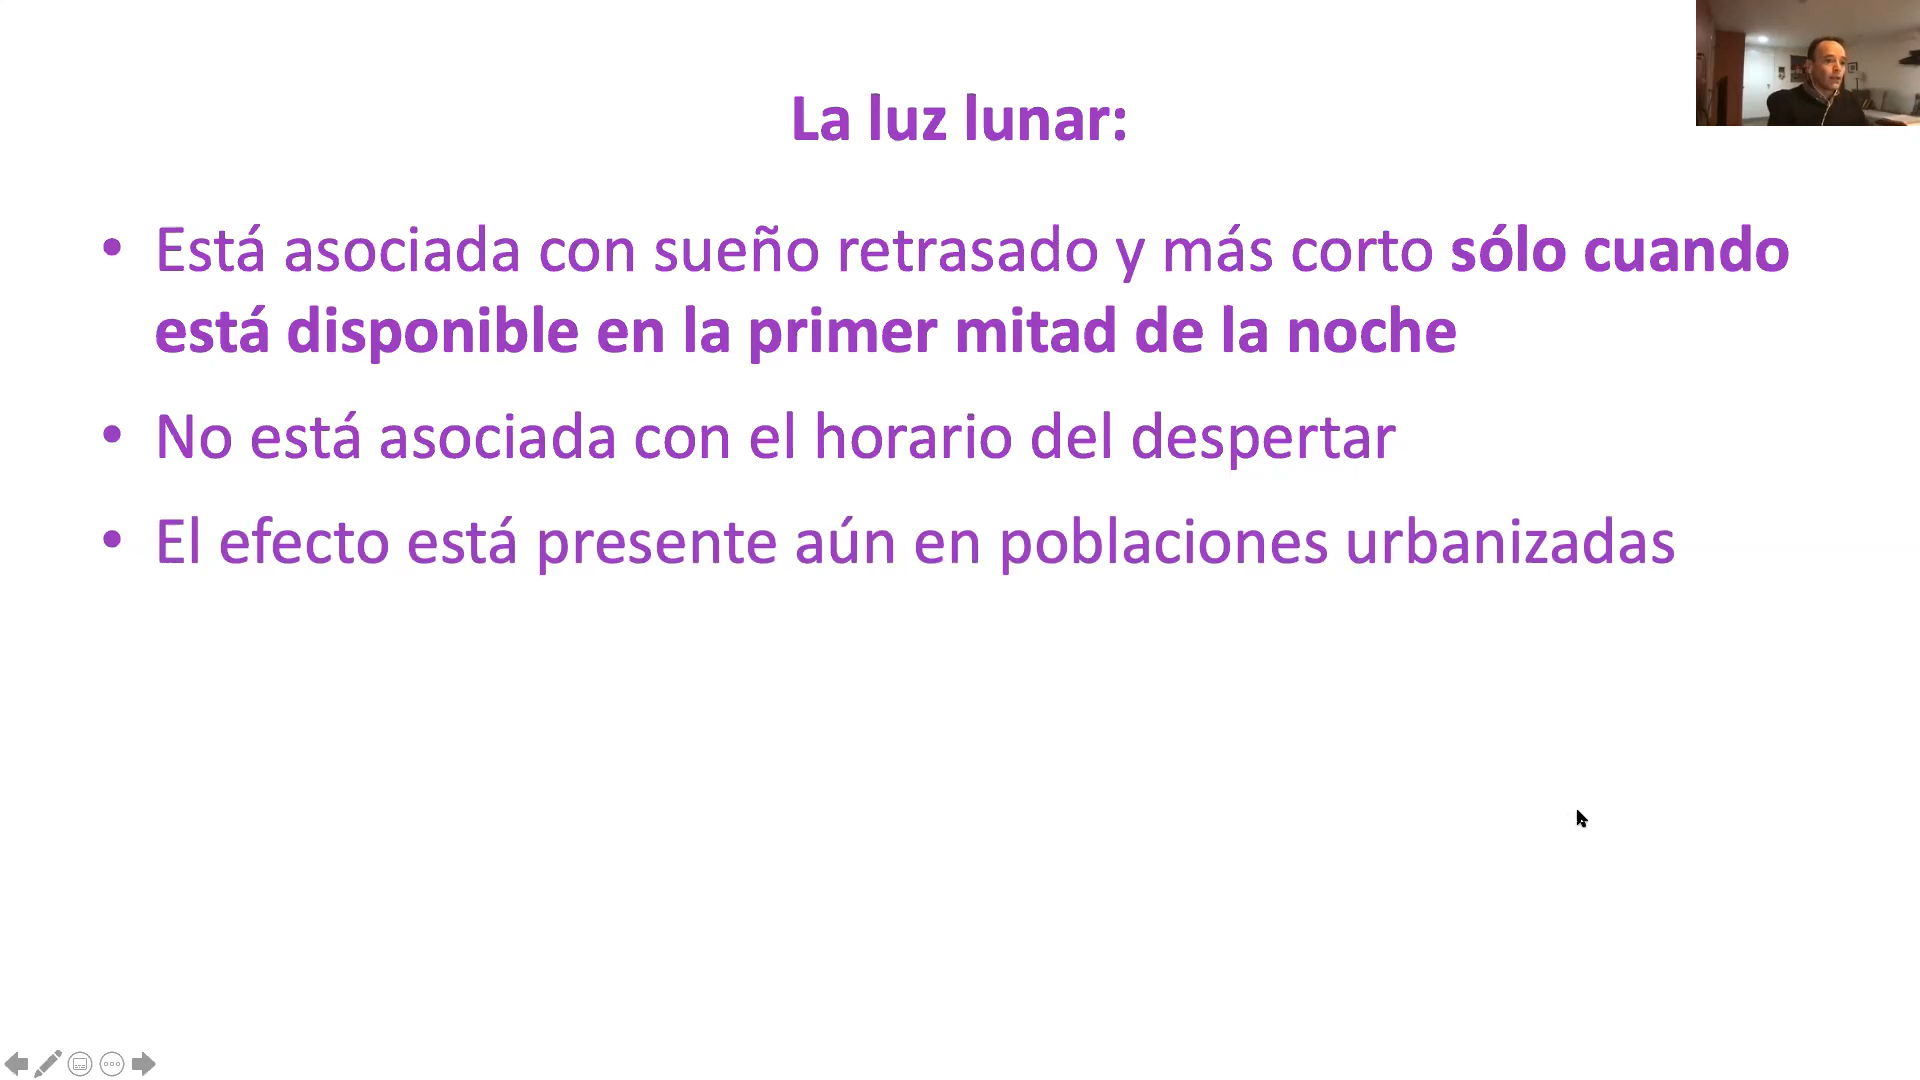 La luz lunar:
• Está asociada con sueño retrasado y más corto sólo cuando
está disponible en la primer mitad de la noche
• No está asociada con el horario del despertar
• El efecto está presente aún en poblaciones urbanizadas